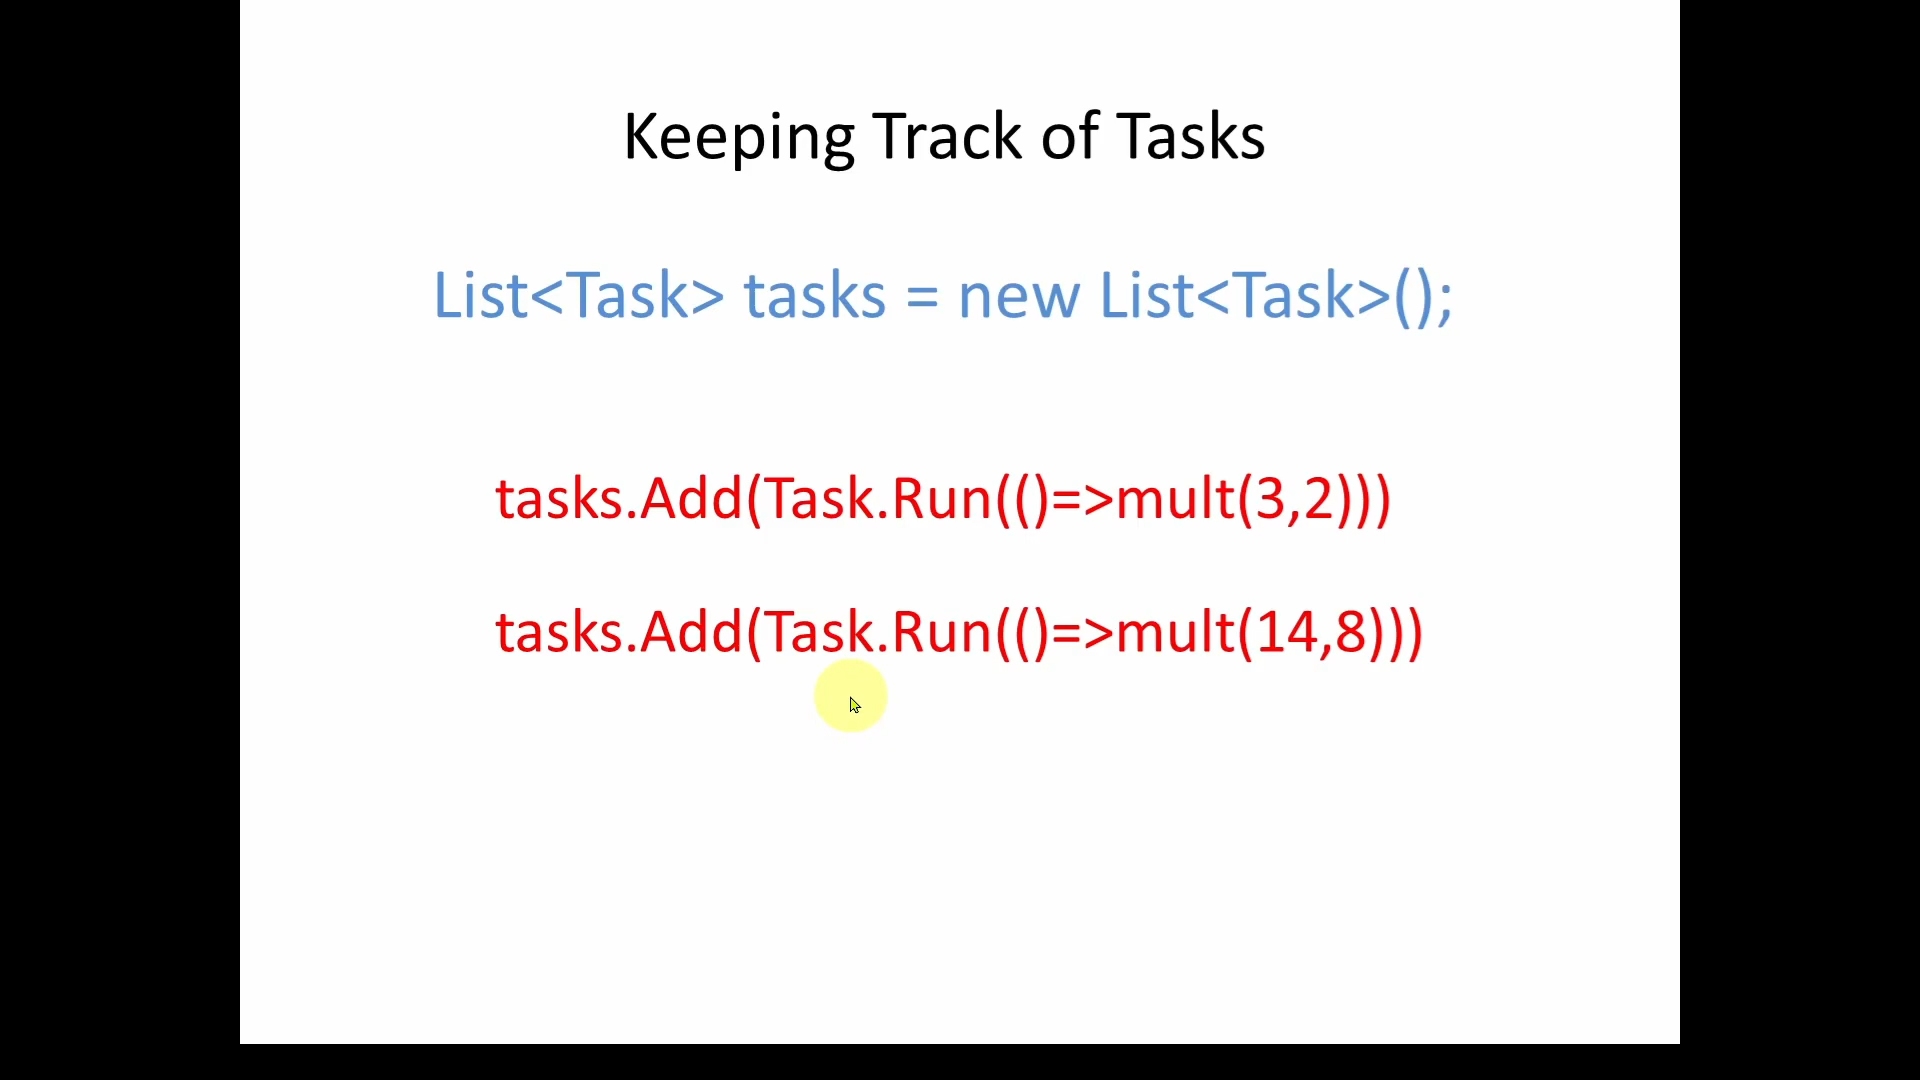 Keeping Track of Tasks
List<Task> tasks = new List<Task>();
tasks.Add(Task.Run(()=>mult(3,2)))
tasks.Add(Task.Run(()=>mult(14,8)))